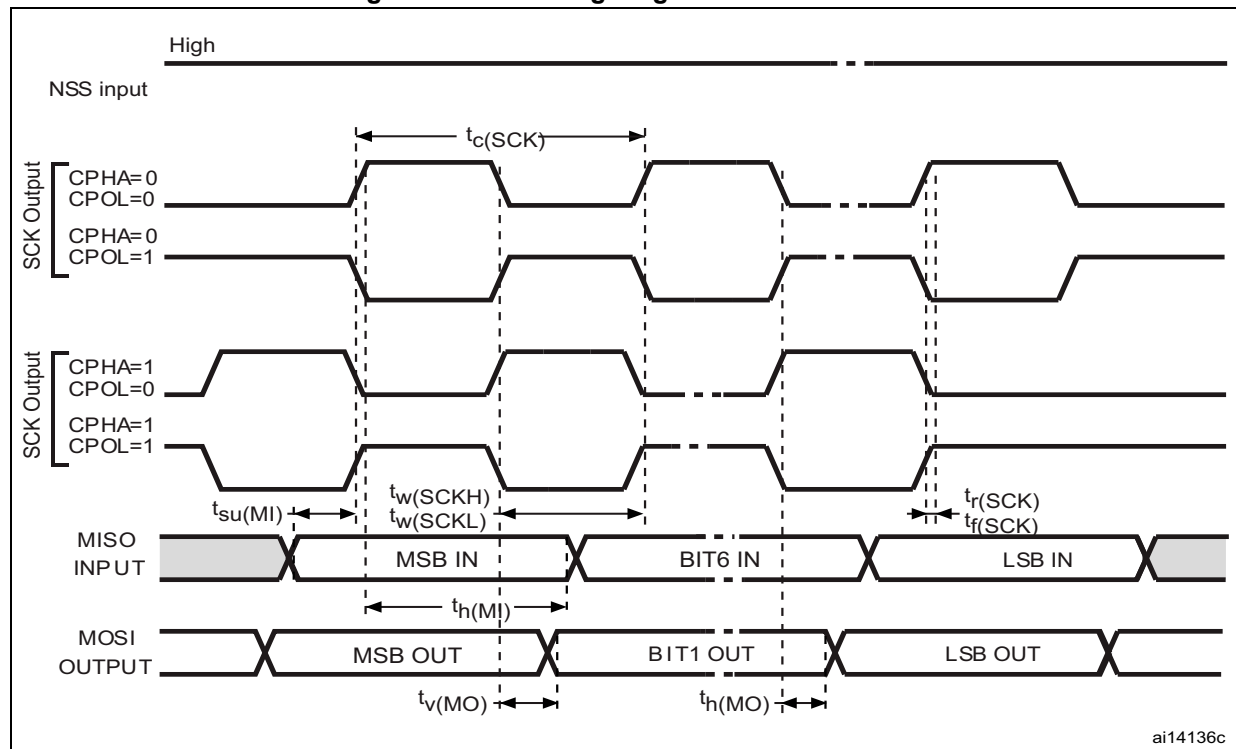 High
NSS input
tc(SCK)
SCK Output
CPHA=0
CPOL=0
CPHA=0
CPOL=1
SCK Output
CPHA=1
CPOL=0
CPHA=1
CPOL=1
tw(SCKH)
tw(SCKL)
tr(SCK)
tf(SCK)
tsu(MI)
MISO
INPUT
MSB IN
BIT6 IN
LSB IN
th(MI)
MOSI
OUTPUT
MSB OUT
BIT1 OUT
LSB OUT
tv(MO)
th(MO)
ai14136c